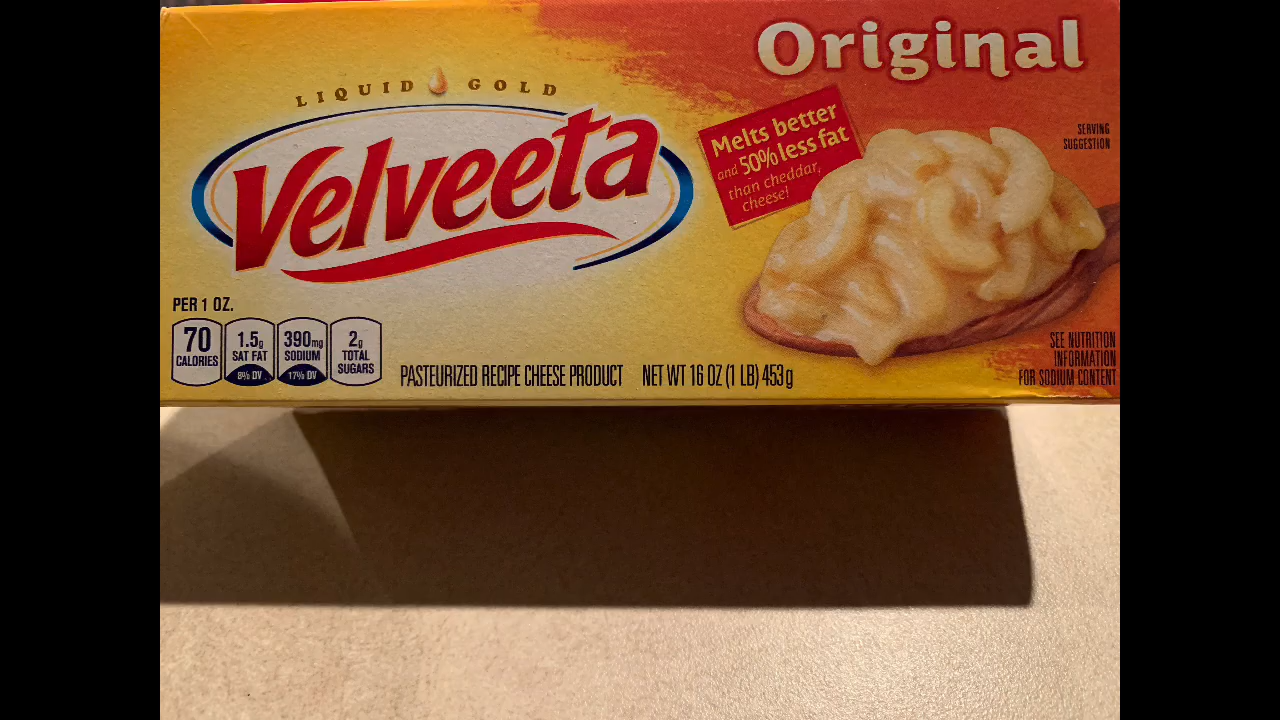 Original
LIQUID GOLD
Velveeta
Melts better
and 50% less fat
than cheddar,
cheese!
SERVING
SUGGESTION
PER 1 OZ.
70
CALORIES
1.5g
SAT FAT
8% DV
390mg
SODIUM
17% DV
2g
TOTAL
SUGARS
PASTEURIZED RECIPE CHEESE PRODUCT NET WT 16 OZ (1 LB) 453g
SEE NUTRITION
INFORMATION
FOR SODIUM CONTENT